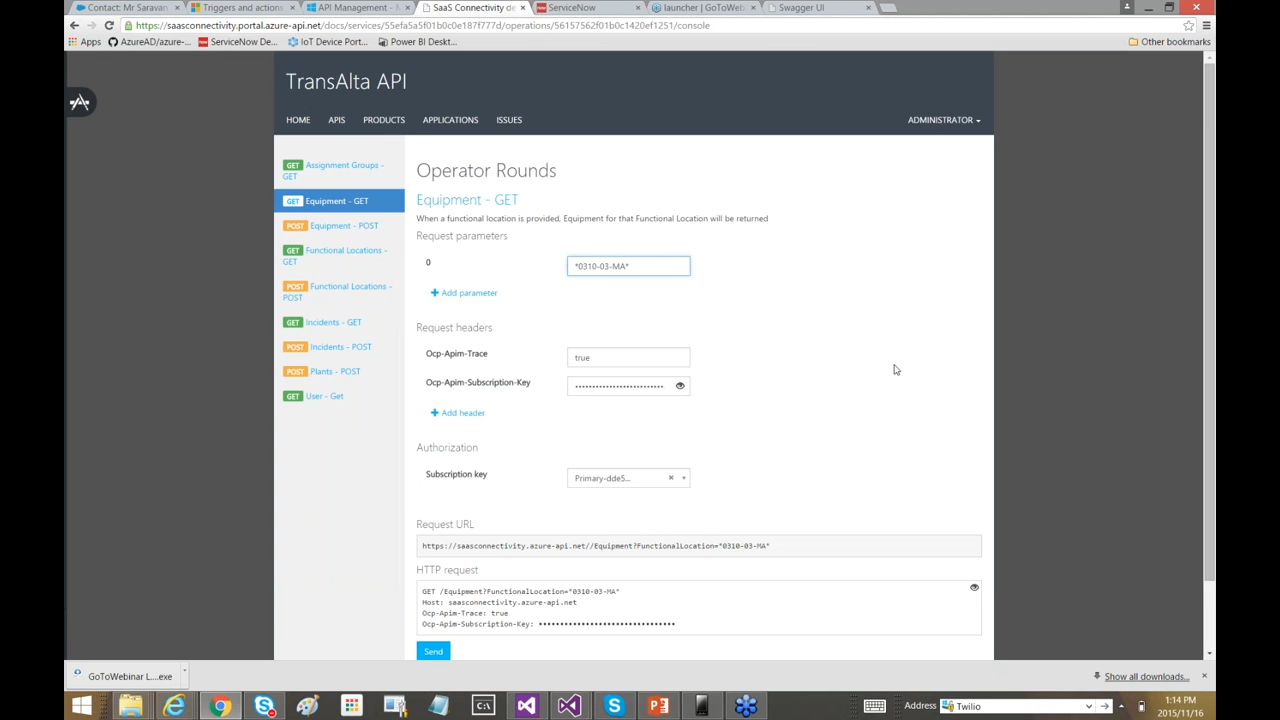 Contact: Mr Saravan
Triggers and actions
API Management - M
SaaS Connectivity de
ServiceNow
launcher | GoToWeb
Swagger UI
https://saasconnectivity.portal.azure-api.net/docs/services/55efa5a5f01b0c0e187f777d/operations/56157562f01b0c1420ef1251/console
Apps
AzureAD/azure-...
ServiceNow De...
IoT Device Port...
Power BI Deskt...
Other bookmarks
TransAlta API
HOME
APIS
PRODUCTS
APPLICATIONS
ISSUES
ADMINISTRATOR
GET Assignment Groups -
GET
GET Equipment - GET
POST Equipment - POST
GET Functional Locations -
GET
POST Functional Locations -
POST
GET Incidents - GET
POST Incidents - POST
POST Plants - POST
GET User - Get
Operator Rounds
Equipment - GET
When a functional location is provided, Equipment for that Functional Location will be returned
Request parameters
0
*0310-03-MA*
+ Add parameter
Request headers
Ocp-Apim-Trace
true
Ocp-Apim-Subscription-Key
+ Add header
Authorization
Subscription key
Primary-dde5...
Request URL
https://saasconnectivity.azure-api.net//Equipment?FunctionalLocation=*0310-03-MA*
HTTP request
GET /Equipment?FunctionalLocation=*0310-03-MA*
Host: saasconnectivity.azure-api.net
Ocp-Apim-Trace: true
Ocp-Apim-Subscription-Key: ••••••••••••••••••••••••••••••••
Send
GoToWebinar L....exe
Show all downloads...
Address
Twilio
1:14 PM
2015/11/16